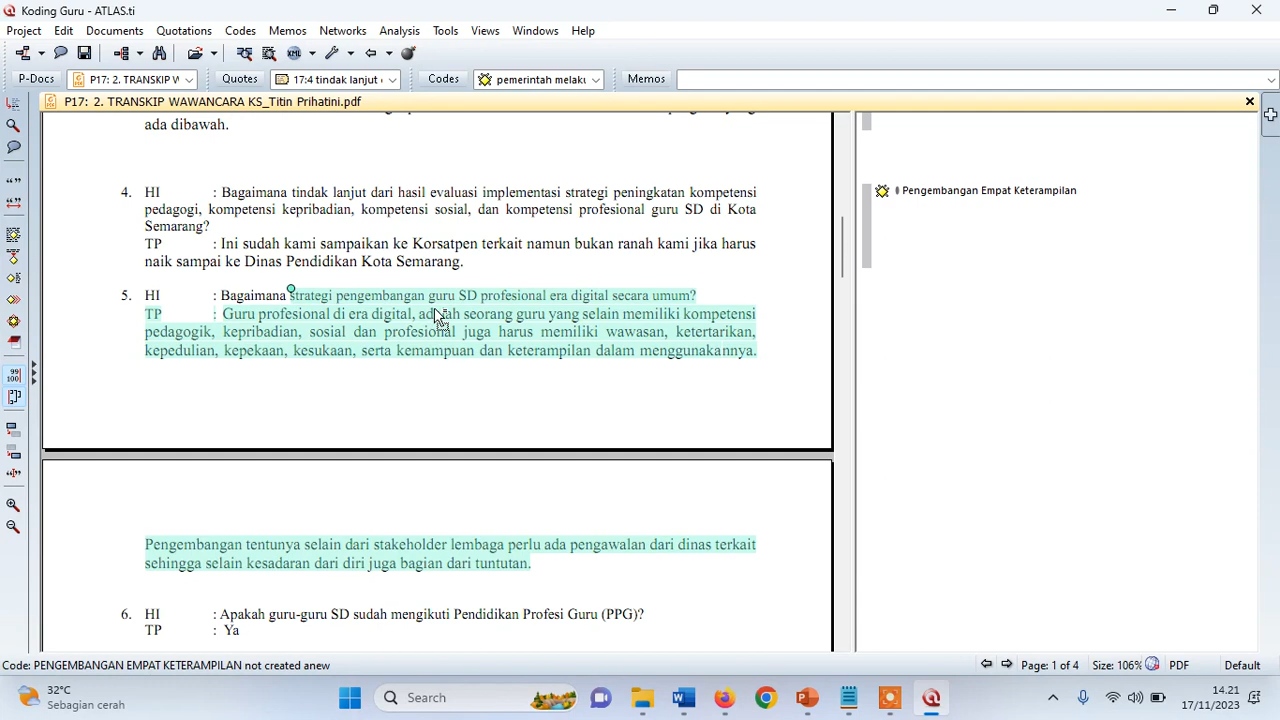 Koding Guru - ATLAS.ti
Project Edit Documents Quotations Codes Memos Networks Analysis Tools Views Windows Help
P-Docs P17: 2. TRANSKIP W Quotes 17:4 tindak lanjut Codes pemerintah melaku Memos
P17: 2. TRANSKIP WAWANCARA KS_Titin Prihatini.pdf
ada dibawah.
4. HI : Bagaimana tindak lanjut dari hasil evaluasi implementasi strategi peningkatan kompetensi
pedagogi, kompetensi kepribadian, kompetensi sosial, dan kompetensi profesional guru SD di Kota
Semarang?
TP : Ini sudah kami sampaikan ke Korsatpen terkait namun bukan ranah kami jika harus
naik sampai ke Dinas Pendidikan Kota Semarang.
5. HI : Bagaimana strategi pengembangan guru SD profesional era digital secara umum?
TP : Guru profesional di era digital, adalah seorang guru yang selain memiliki kompetensi
pedagogik, kepribadian, sosial dan profesional juga harus memiliki wawasan, ketertarikan,
kepedulian, kepekaan, kesukaan, serta kemampuan dan keterampilan dalam menggunakannya.
Pengembangan tentunya selain dari stakeholder lembaga perlu ada pengawalan dari dinas terkait
sehingga selain kesadaran dari diri juga bagian dari tuntutan.
6. HI : Apakah guru-guru SD sudah mengikuti Pendidikan Profesi Guru (PPG)?
TP : Ya
Pengembangan Empat Keterampilan
Code: PENGEMBANGAN EMPAT KETERAMPILAN not created anew
Page: 1 of 4 Size: 106% PDF Default
32°C
Sebagian cerah
Search
14.21
17/11/2023